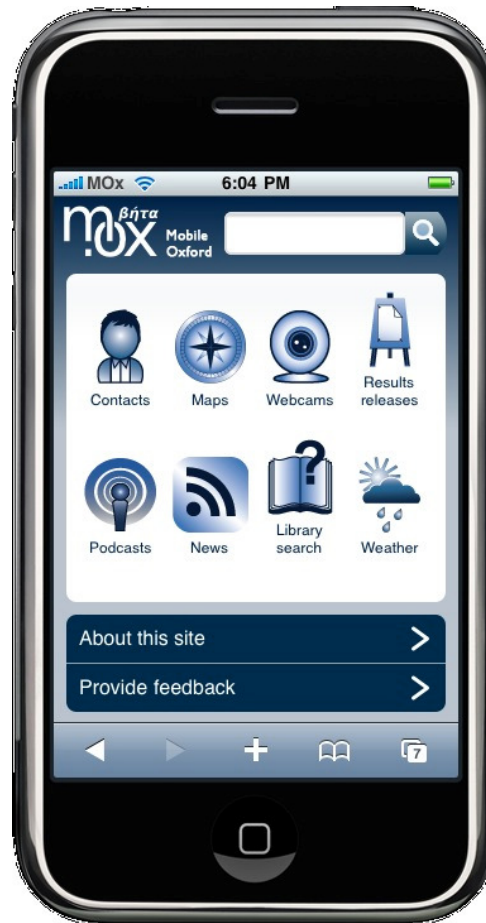 MOx 6:04 PM
mox βήτα
Mobile
Oxford
Contacts Maps Webcams Results
releases
Podcasts News Library
search Weather
About this site
Provide feedback
7